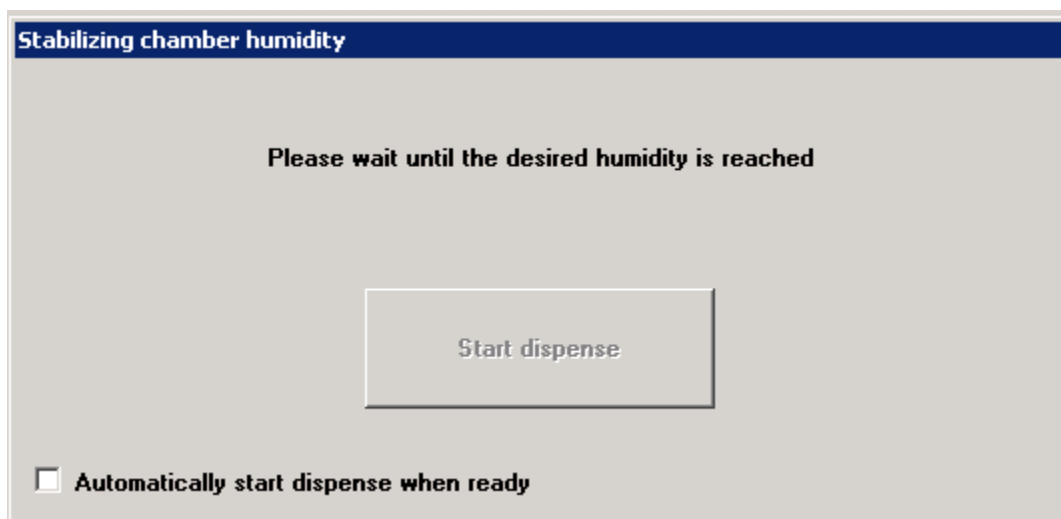 Stabilizing chamber humidity
Please wait until the desired humidity is reached
Start dispense
Automatically start dispense when ready